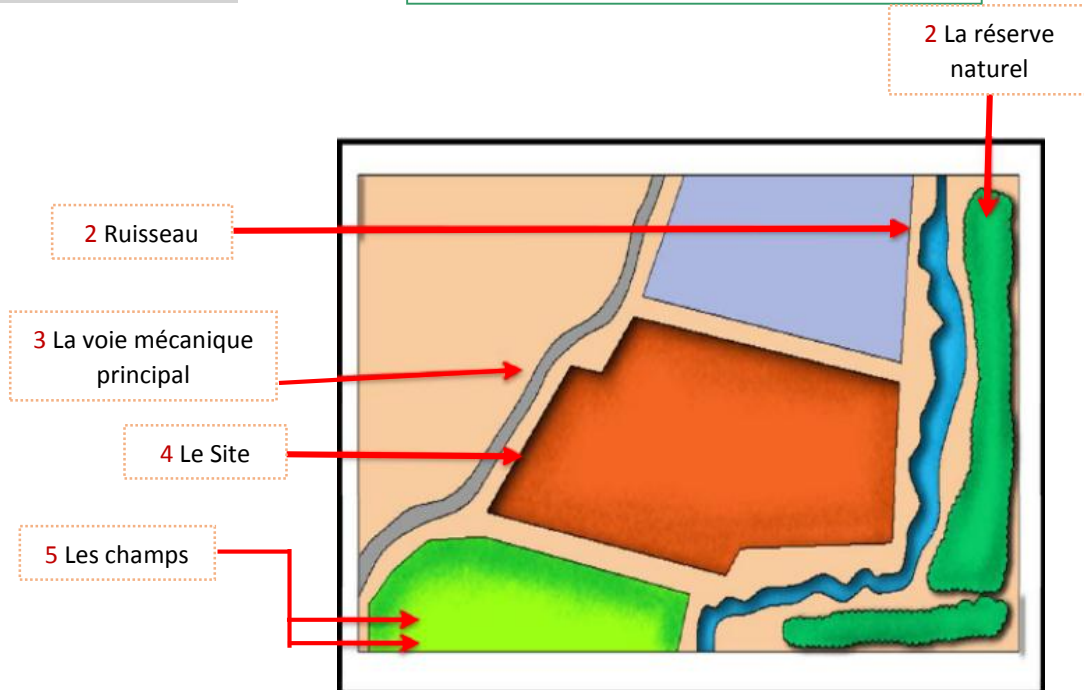 2 La réserve
naturel
2 Ruisseau
3 La voie mécanique
principal
4 Le Site
5 Les champs